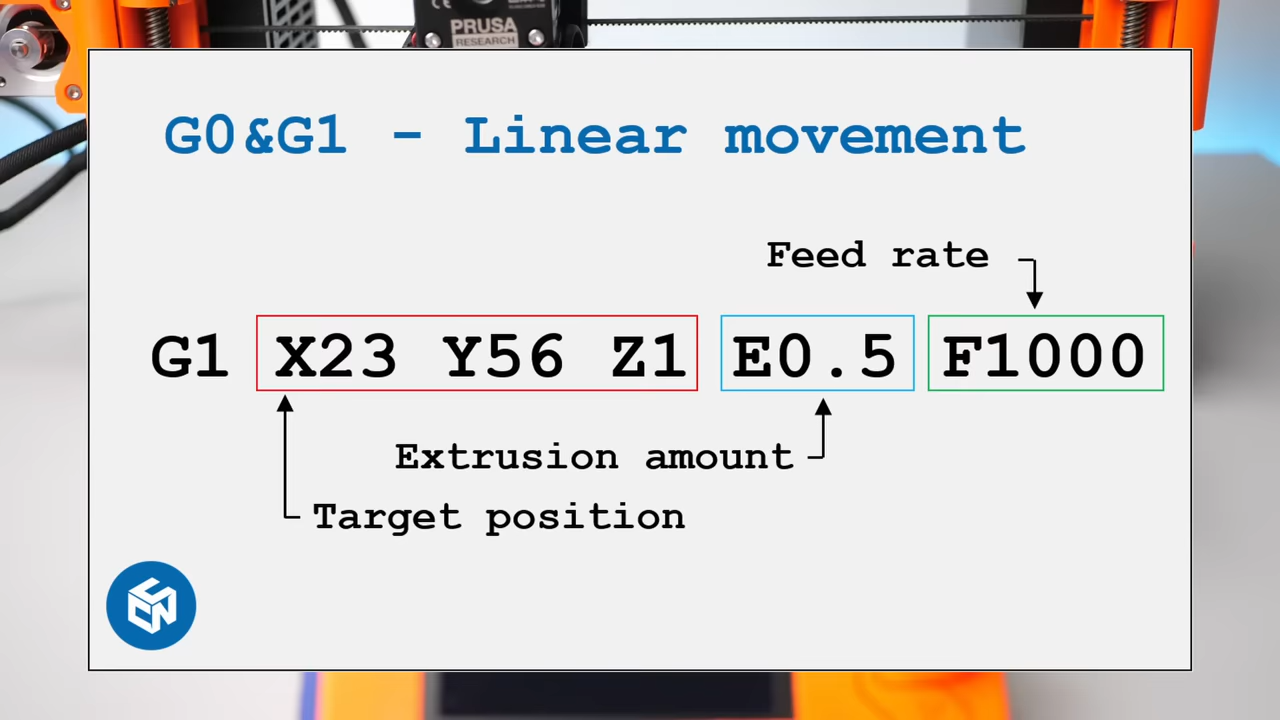 PRUSA
RESEARCH
G0&G1 - Linear movement
Feed rate
G1 X23 Y56 Z1 E0.5 F1000
Extrusion amount
Target position
CNC